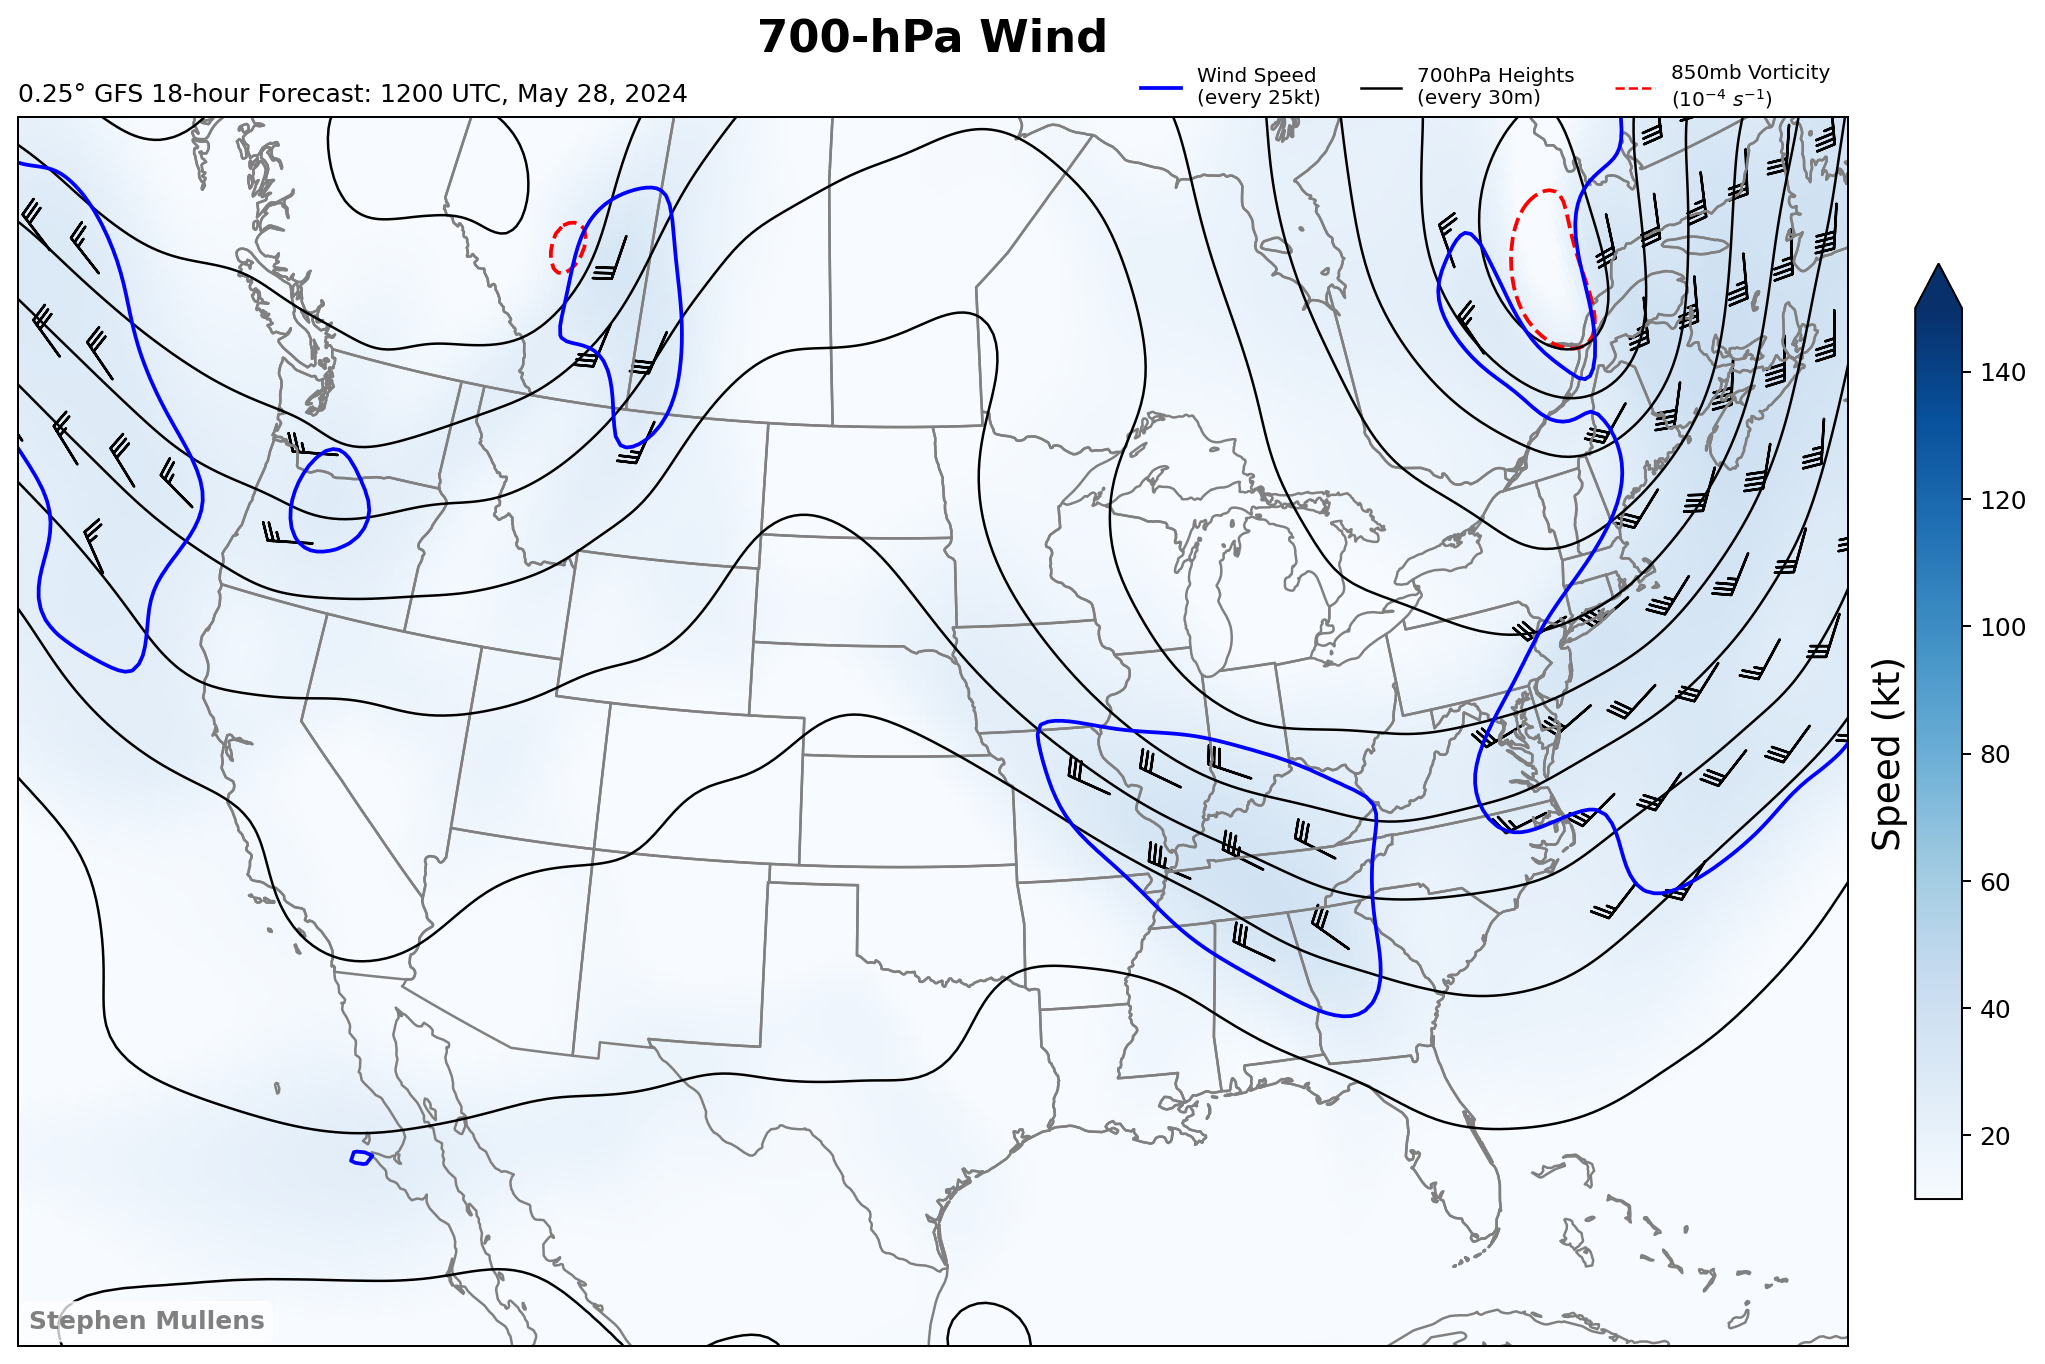 700-hPa Wind
0.25° GFS 18-hour Forecast: 1200 UTC, May 28, 2024
Wind Speed
(every 25kt)
700hPa Heights
(every 30m)
850mb Vorticity
(10⁻⁴ s⁻¹)
140
120
100
80
60
40
20
Speed (kt)
Stephen Mullens